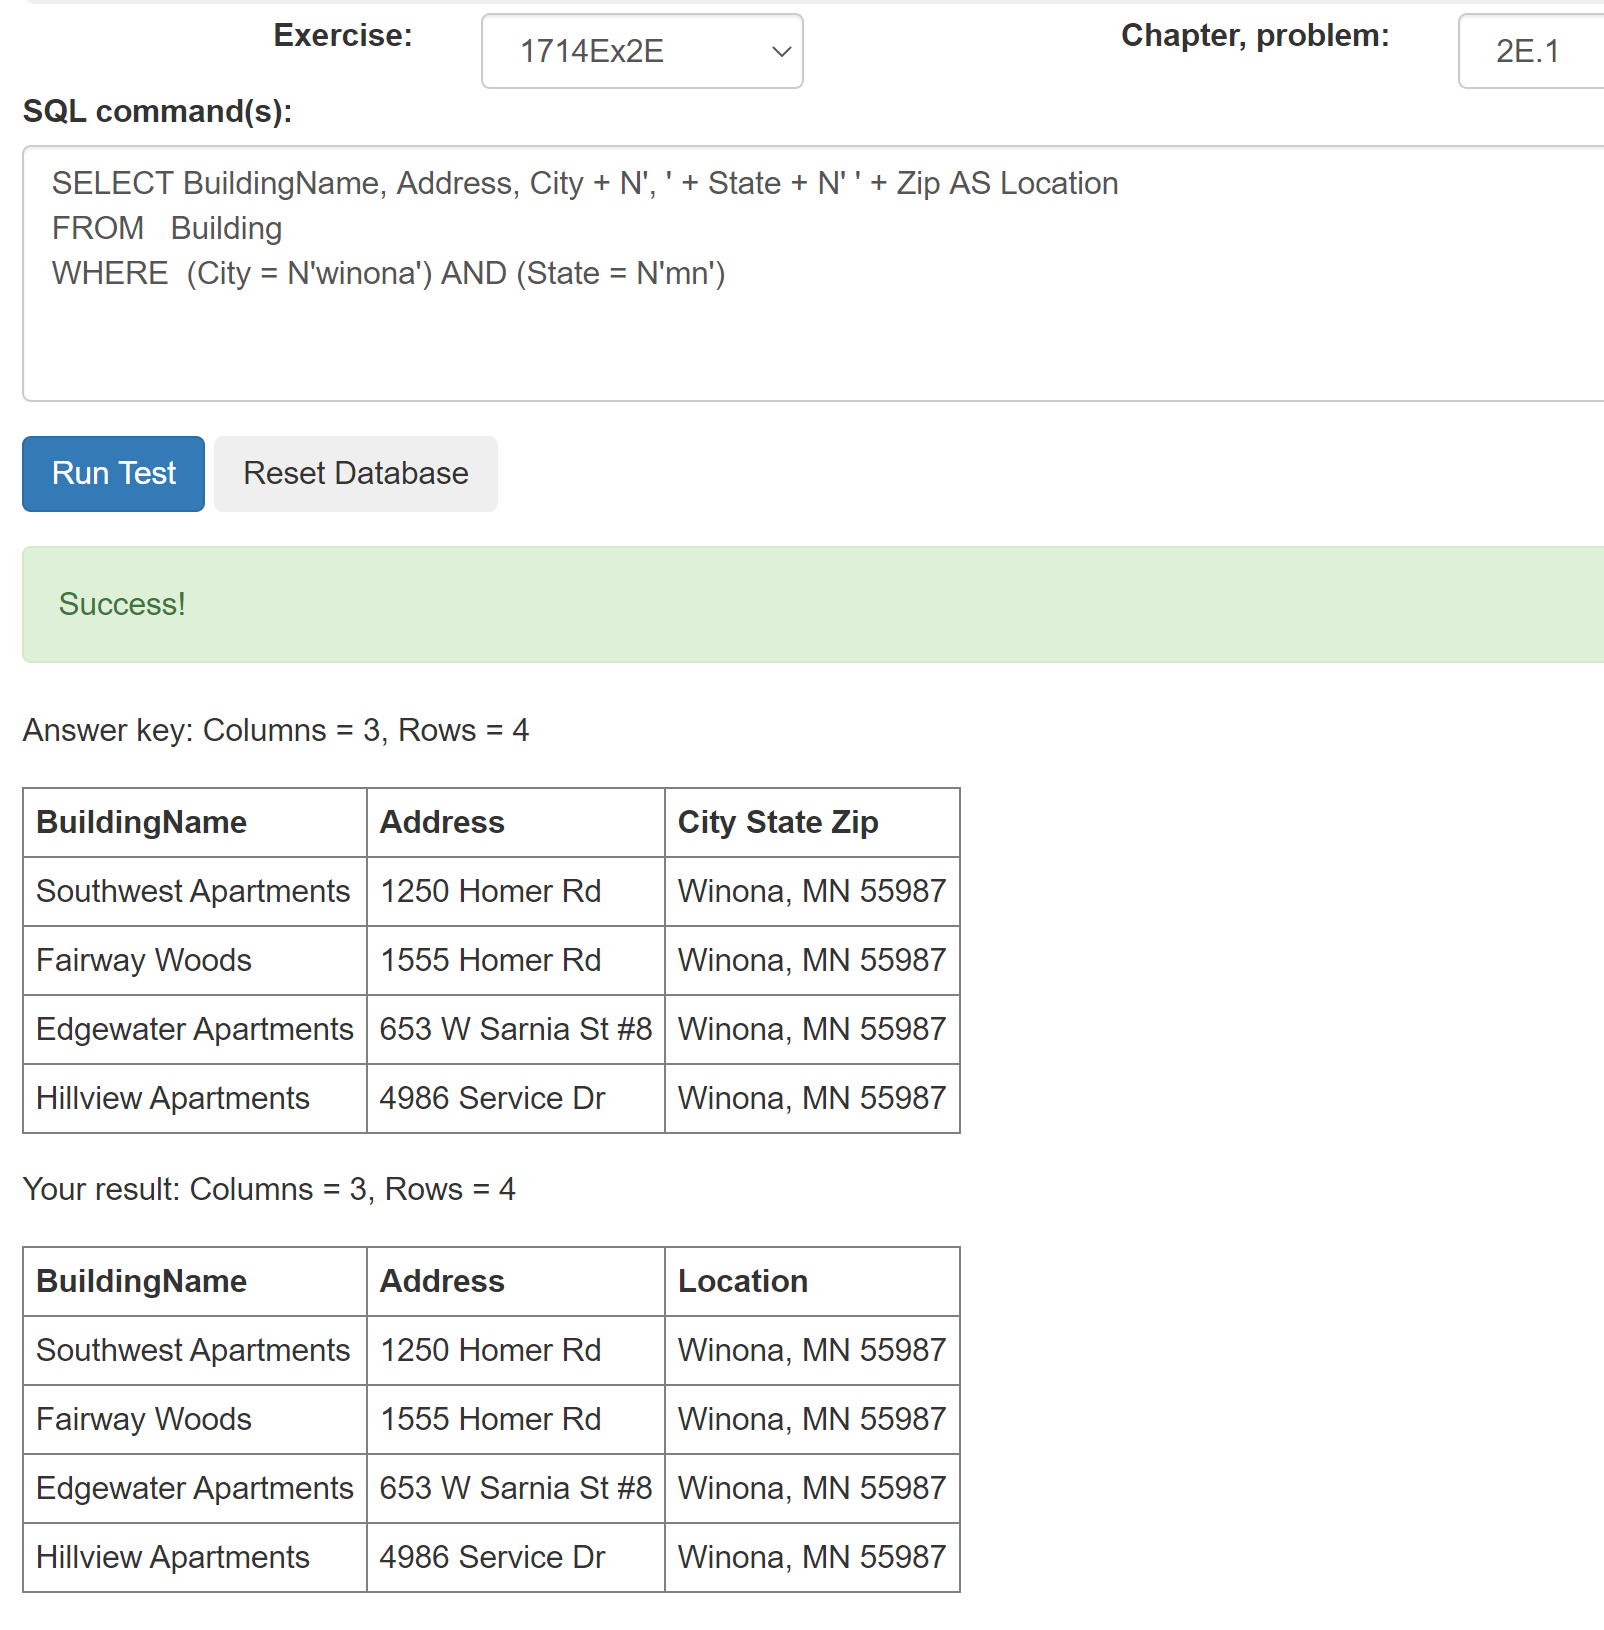 Exercise: 1714Ex2E Chapter, problem: 2E.1
SQL command(s):
SELECT BuildingName, Address, City + N', ' + State + N' ' + Zip AS Location
FROM   Building
WHERE  (City = N'winona') AND (State = N'mn')
Run Test Reset Database
Success!
Answer key: Columns = 3, Rows = 4
BuildingName Address City State Zip
Southwest Apartments 1250 Homer Rd Winona, MN 55987
Fairway Woods 1555 Homer Rd Winona, MN 55987
Edgewater Apartments 653 W Sarnia St #8 Winona, MN 55987
Hillview Apartments 4986 Service Dr Winona, MN 55987
Your result: Columns = 3, Rows = 4
BuildingName Address Location
Southwest Apartments 1250 Homer Rd Winona, MN 55987
Fairway Woods 1555 Homer Rd Winona, MN 55987
Edgewater Apartments 653 W Sarnia St #8 Winona, MN 55987
Hillview Apartments 4986 Service Dr Winona, MN 55987